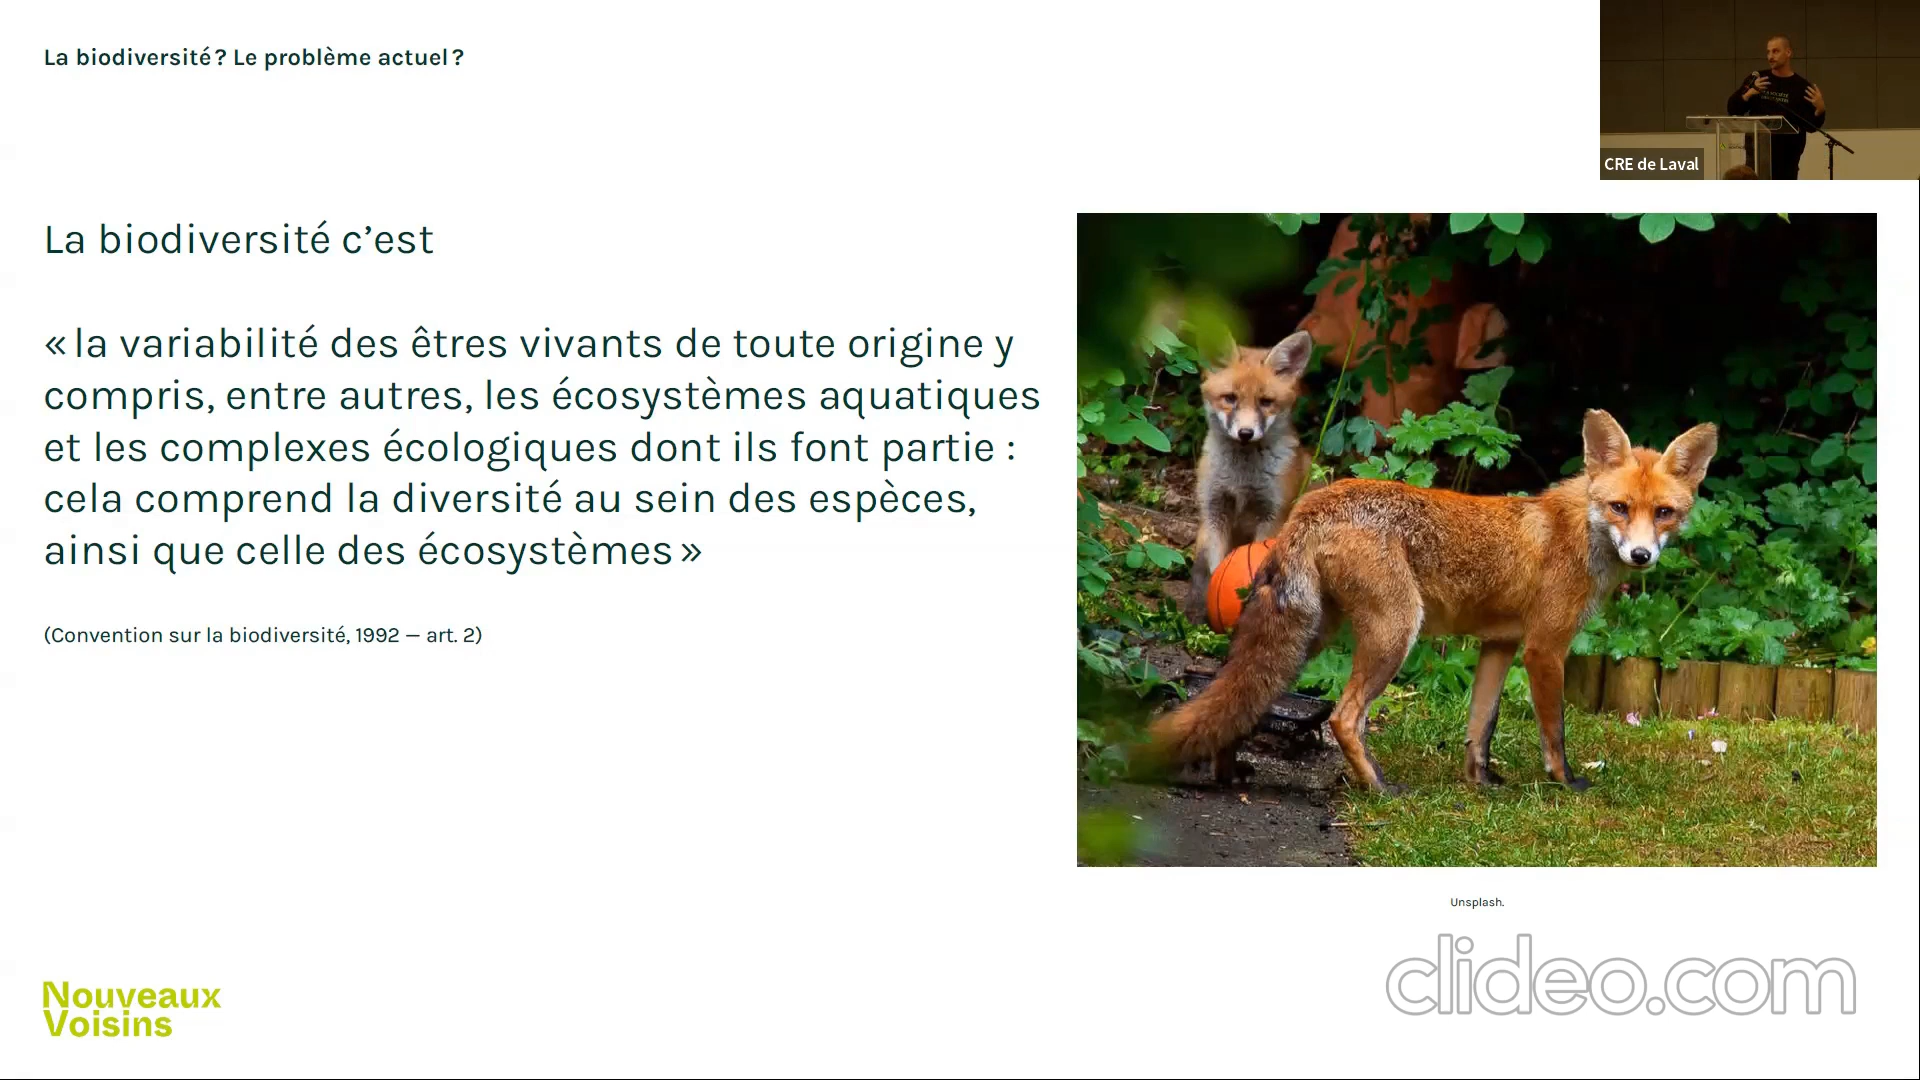 La biodiversité ? Le problème actuel ?
CRE de Laval
La biodiversité c’est
« la variabilité des êtres vivants de toute origine y
compris, entre autres, les écosystèmes aquatiques
et les complexes écologiques dont ils font partie :
cela comprend la diversité au sein des espèces,
ainsi que celle des écosystèmes »
(Convention sur la biodiversité, 1992 — art. 2)
Unsplash.
clideo.com
Nouveaux
Voisins